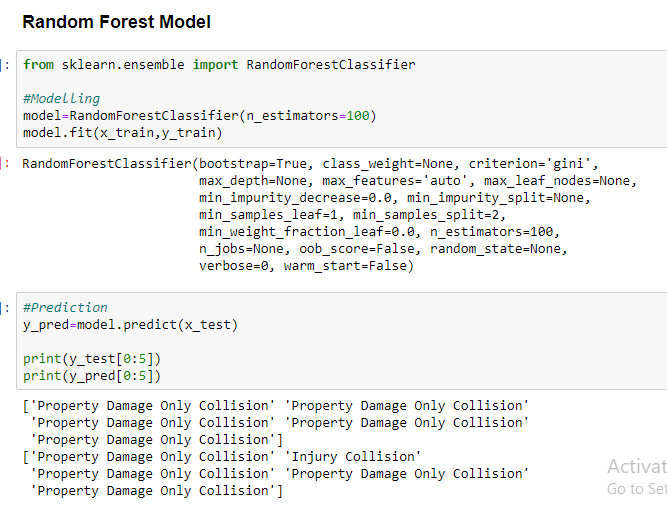 Random Forest Model
]: from sklearn.ensemble import RandomForestClassifier
#Modelling
model=RandomForestClassifier(n_estimators=100)
model.fit(x_train,y_train)
]: RandomForestClassifier(bootstrap=True, class_weight=None, criterion='gini',
max_depth=None, max_features='auto', max_leaf_nodes=None,
min_impurity_decrease=0.0, min_impurity_split=None,
min_samples_leaf=1, min_samples_split=2,
min_weight_fraction_leaf=0.0, n_estimators=100,
n_jobs=None, oob_score=False, random_state=None,
verbose=0, warm_start=False)
]: #Prediction
y_pred=model.predict(x_test)
print(y_test[0:5])
print(y_pred[0:5])
['Property Damage Only Collision' 'Property Damage Only Collision'
'Property Damage Only Collision' 'Property Damage Only Collision'
'Property Damage Only Collision']
['Property Damage Only Collision' 'Injury Collision'
'Property Damage Only Collision' 'Property Damage Only Collision'
'Property Damage Only Collision']
Activat
Go to Set